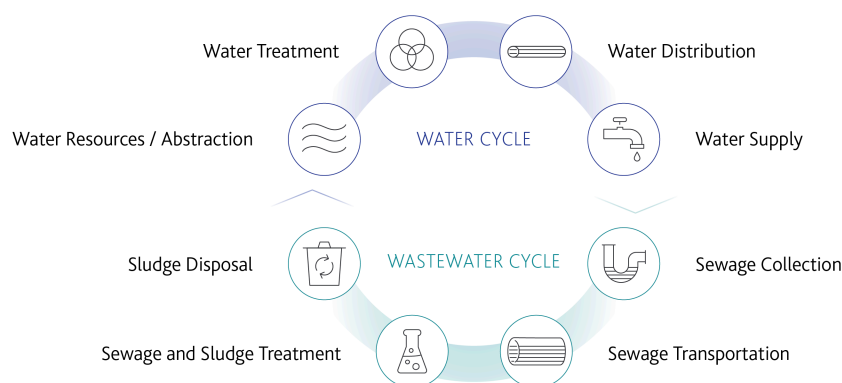 Water Treatment
Water Distribution
Water Resources / Abstraction
WATER CYCLE
Water Supply
Sludge Disposal
WASTEWATER CYCLE
Sewage Collection
Sewage and Sludge Treatment
Sewage Transportation